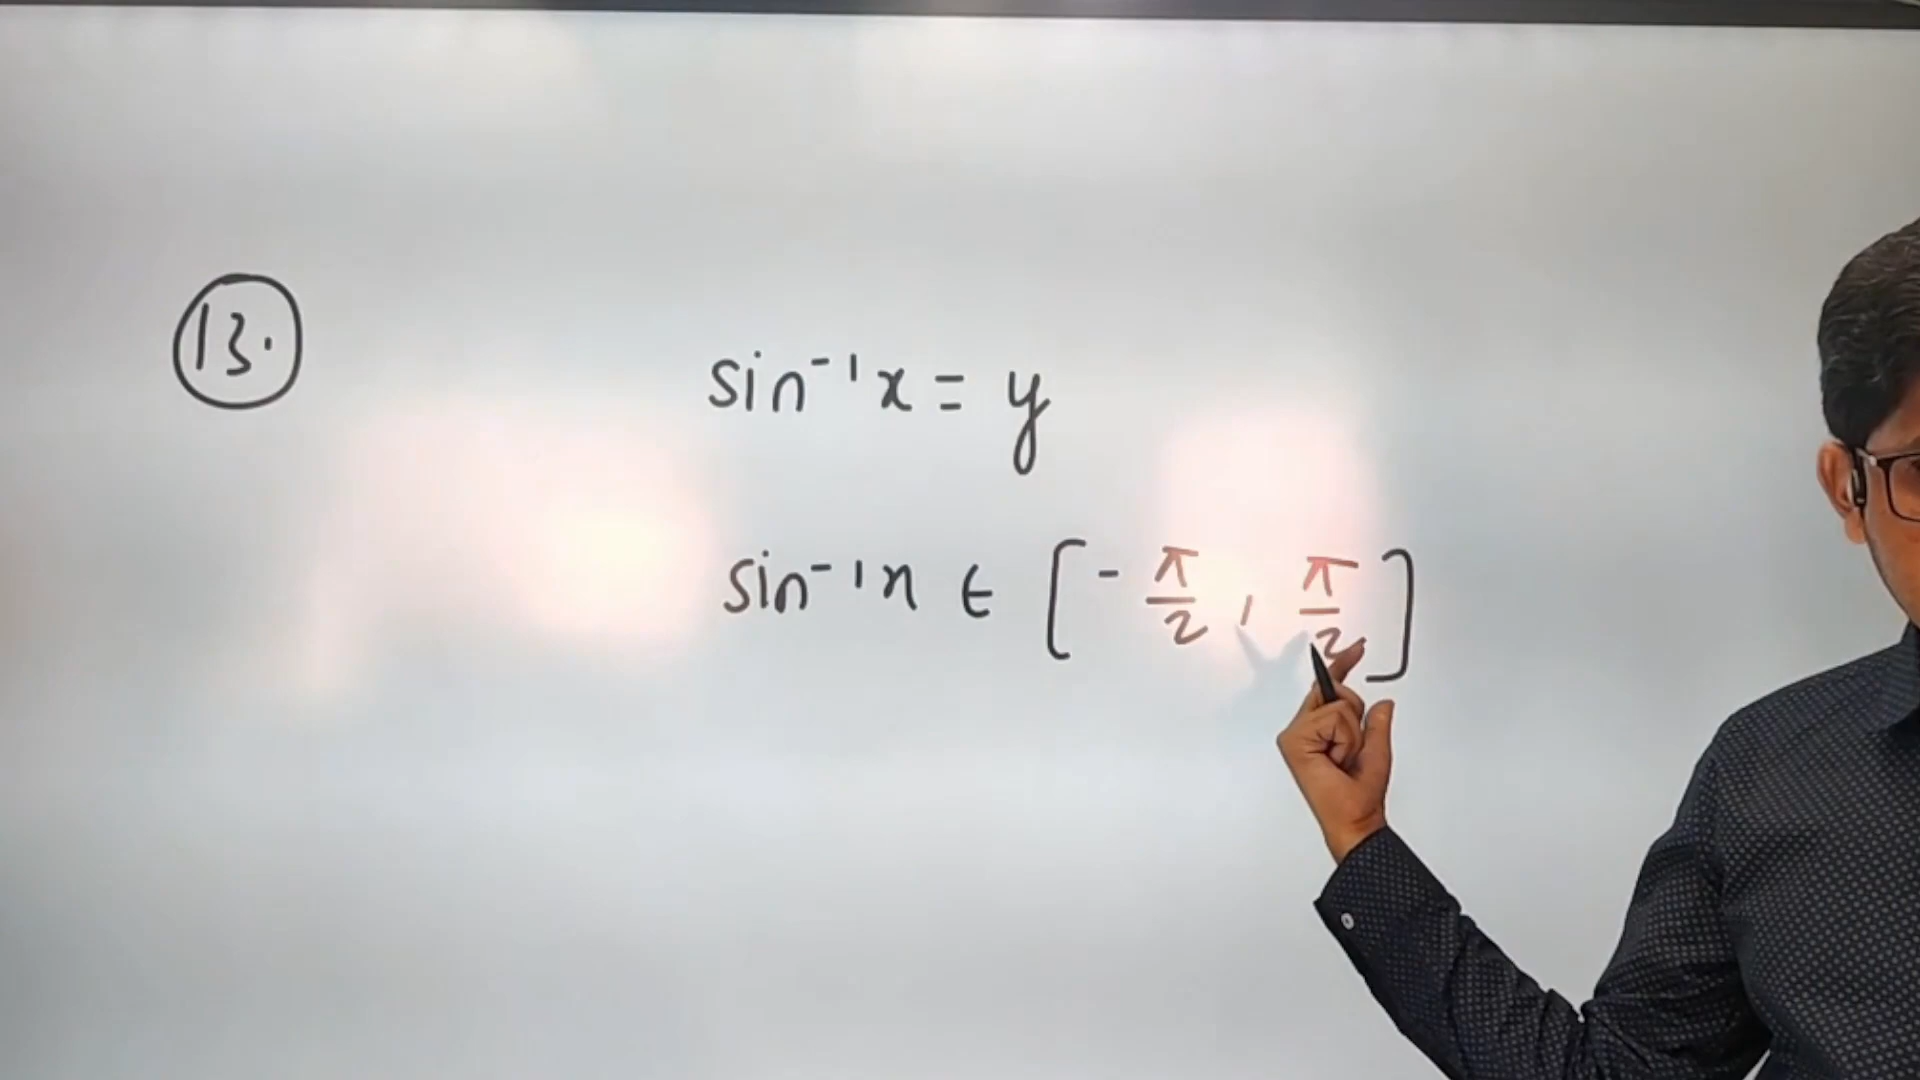 13.
sin⁻¹x = y
sin⁻¹x ∈ [-π/2, π/2]